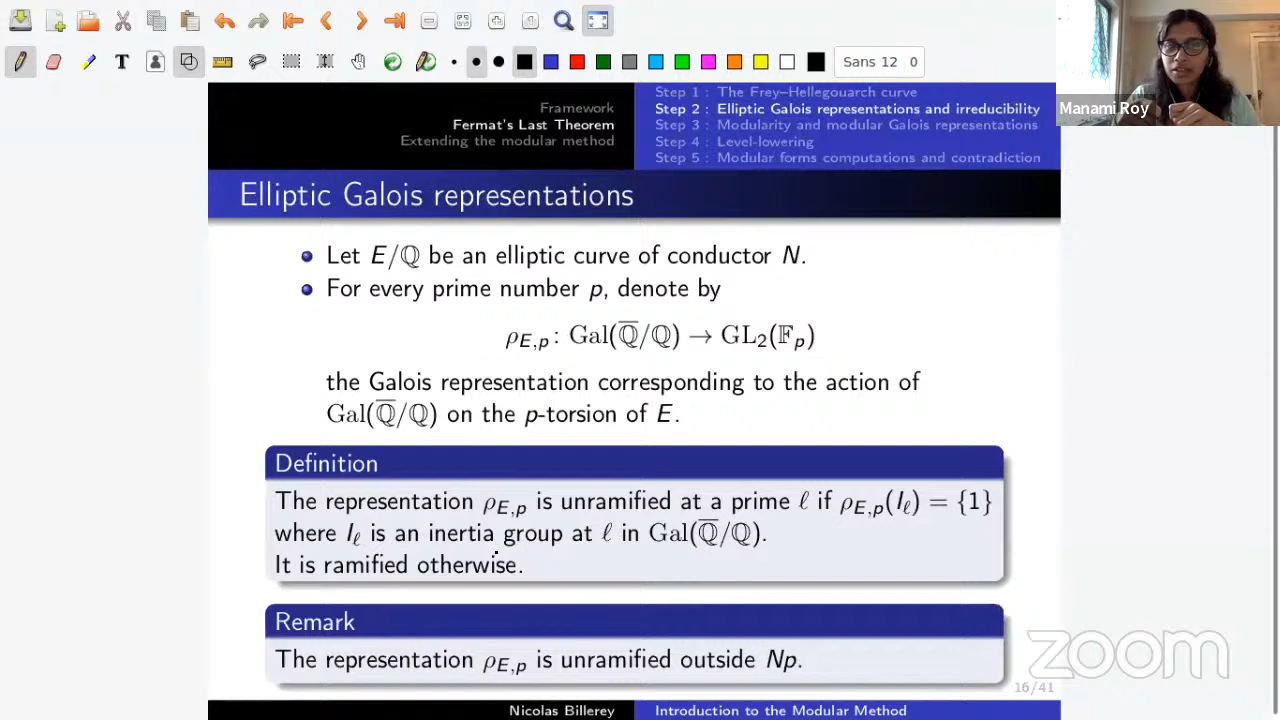 Sans 12 0
Manami Roy
Framework
Fermat's Last Theorem
Extending the modular method
Step 1 : The Frey–Hellegouarch curve
Step 2 : Elliptic Galois representations and irreducibility
Step 3 : Modularity and modular Galois representations
Step 4 : Level-lowering
Step 5 : Modular forms computations and contradiction
Elliptic Galois representations
Let E/ℚ be an elliptic curve of conductor N.
For every prime number p, denote by
ρ_{E,p} : Gal(ℚ̅/ℚ) → GL₂(𝔽_p)
the Galois representation corresponding to the action of
Gal(ℚ̅/ℚ) on the p-torsion of E.
Definition
The representation ρ_{E,p} is unramified at a prime ℓ if ρ_{E,p}(I_ℓ) = {1}
where I_ℓ is an inertia group at ℓ in Gal(ℚ̅/ℚ).
It is ramified otherwise.
Remark
The representation ρ_{E,p} is unramified outside Np.
zoom
16/41
Nicolas Billerey
Introduction to the Modular Method